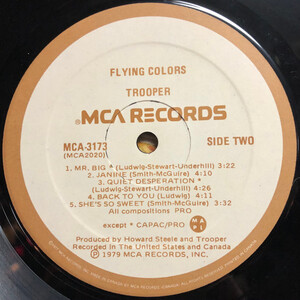 FLYING COLORS
TROOPER
MCA RECORDS
MCA-3173
(MCA2020)
SIDE TWO
1. MR. BIG * (Ludwig-Stewart-Underhill) 3:22
2. JANINE (Smith-McGuire) 4:10
3. QUIET DESPERATION *
(Ludwig-Stewart-Underhill) 4:26
4. BACK TO YOU (Ludwig) 4:11
5. SHE'S SO SWEET (Smith-McGuire) 3:34
All compositions PRO
except * CAPAC/PRO
Produced by Howard Steele and Trooper
Recorded in The United States and Canada
℗ 1979 MCA RECORDS, INC.